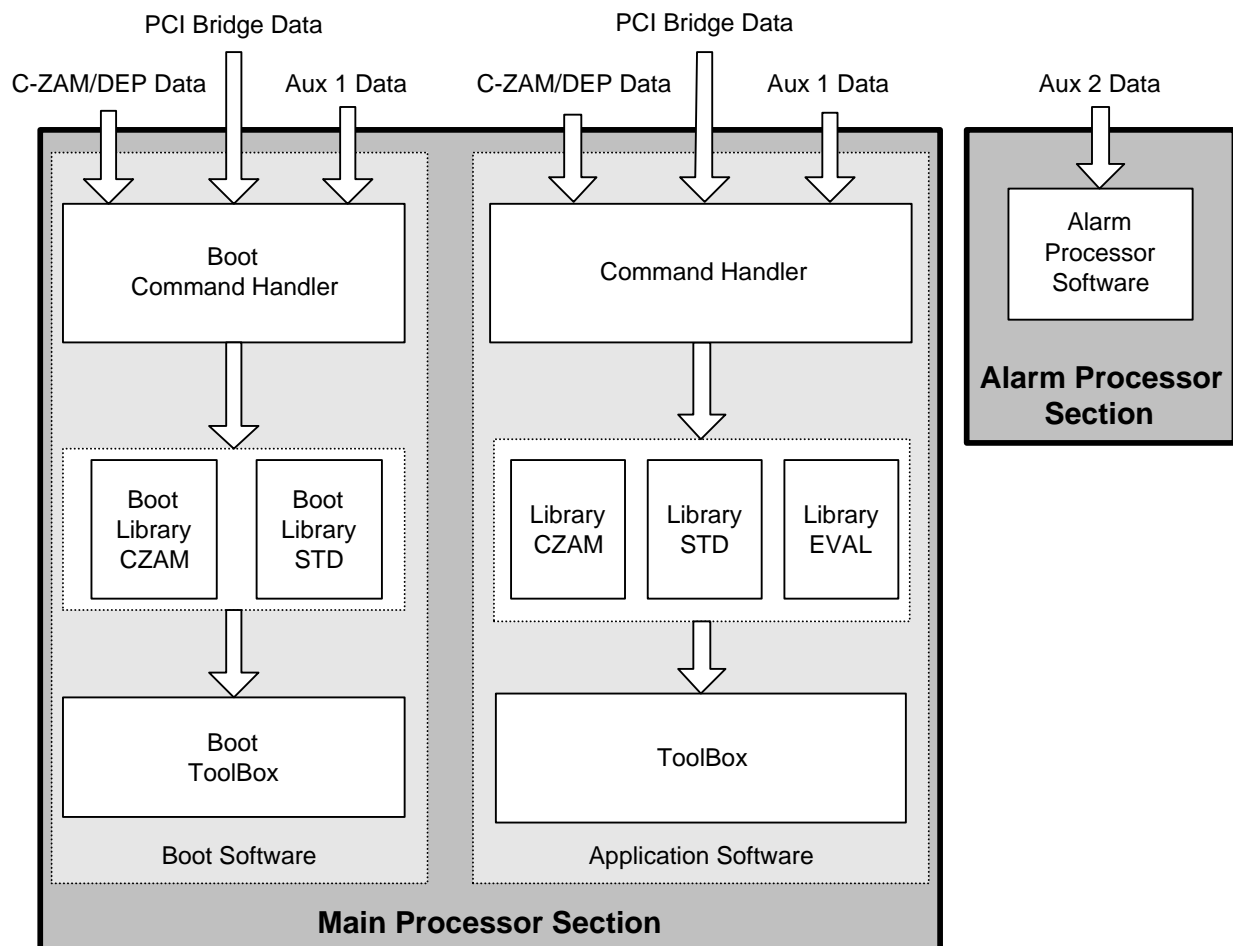 PCI Bridge Data
PCI Bridge Data
C-ZAM/DEP Data
Aux 1 Data
C-ZAM/DEP Data
Aux 1 Data
Aux 2 Data
Boot
Command Handler
Command Handler
Alarm
Processor
Software
Alarm Processor
Section
Boot
Library
CZAM
Boot
Library
STD
Library
CZAM
Library
STD
Library
EVAL
Boot
ToolBox
ToolBox
Boot Software
Application Software
Main Processor Section